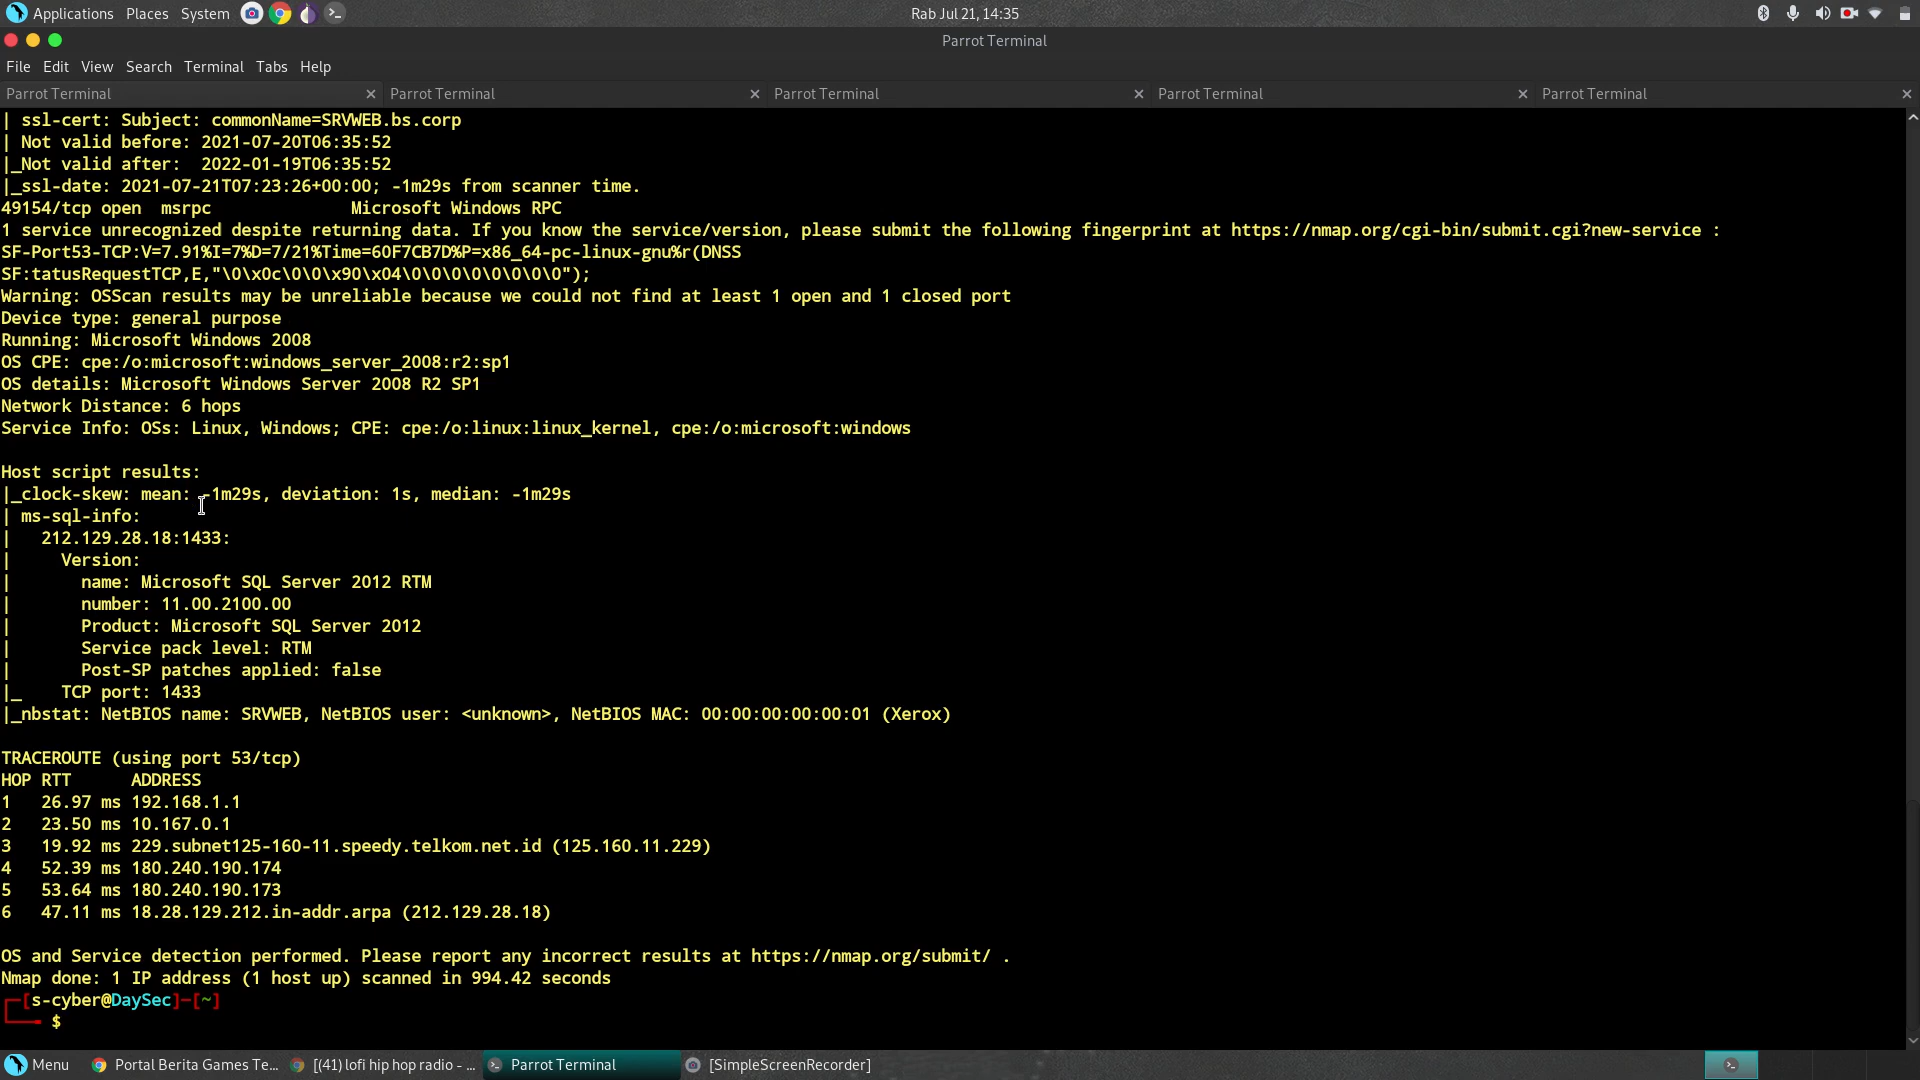 Applications Places System
Rab Jul 21, 14:35
Parrot Terminal
File Edit View Search Terminal Tabs Help
Parrot Terminal × Parrot Terminal × Parrot Terminal × Parrot Terminal × Parrot Terminal ×
| ssl-cert: Subject: commonName=SRVWEB.bs.corp
| Not valid before: 2021-07-20T06:35:52
|_Not valid after:  2022-01-19T06:35:52
|_ssl-date: 2021-07-21T07:23:26+00:00; -1m29s from scanner time.
49154/tcp open  msrpc              Microsoft Windows RPC
1 service unrecognized despite returning data. If you know the service/version, please submit the following fingerprint at https://nmap.org/cgi-bin/submit.cgi?new-service :
SF-Port53-TCP:V=7.91%I=7%D=7/21%Time=60F7CB7D%P=x86_64-pc-linux-gnu%r(DNSS
SF:tatusRequestTCP,E,"\0\x0c\0\0\x90\x04\0\0\0\0\0\0\0\0");
Warning: OSScan results may be unreliable because we could not find at least 1 open and 1 closed port
Device type: general purpose
Running: Microsoft Windows 2008
OS CPE: cpe:/o:microsoft:windows_server_2008:r2:sp1
OS details: Microsoft Windows Server 2008 R2 SP1
Network Distance: 6 hops
Service Info: OSs: Linux, Windows; CPE: cpe:/o:linux:linux_kernel, cpe:/o:microsoft:windows
Host script results:
|_clock-skew: mean: -1m29s, deviation: 1s, median: -1m29s
| ms-sql-info:
|   212.129.28.18:1433:
|     Version:
|       name: Microsoft SQL Server 2012 RTM
|       number: 11.00.2100.00
|       Product: Microsoft SQL Server 2012
|       Service pack level: RTM
|       Post-SP patches applied: false
|_    TCP port: 1433
|_nbstat: NetBIOS name: SRVWEB, NetBIOS user: <unknown>, NetBIOS MAC: 00:00:00:00:00:01 (Xerox)
TRACEROUTE (using port 53/tcp)
HOP RTT      ADDRESS
1   26.97 ms 192.168.1.1
2   23.50 ms 10.167.0.1
3   19.92 ms 229.subnet125-160-11.speedy.telkom.net.id (125.160.11.229)
4   52.39 ms 180.240.190.174
5   53.64 ms 180.240.190.173
6   47.11 ms 18.28.129.212.in-addr.arpa (212.129.28.18)
OS and Service detection performed. Please report any incorrect results at https://nmap.org/submit/ .
Nmap done: 1 IP address (1 host up) scanned in 994.42 seconds
┌─[s-cyber@DaySec]─[~]
└──╼ $
Menu Portal Berita Games Te... [(41) lofi hip hop radio - ... Parrot Terminal [SimpleScreenRecorder]